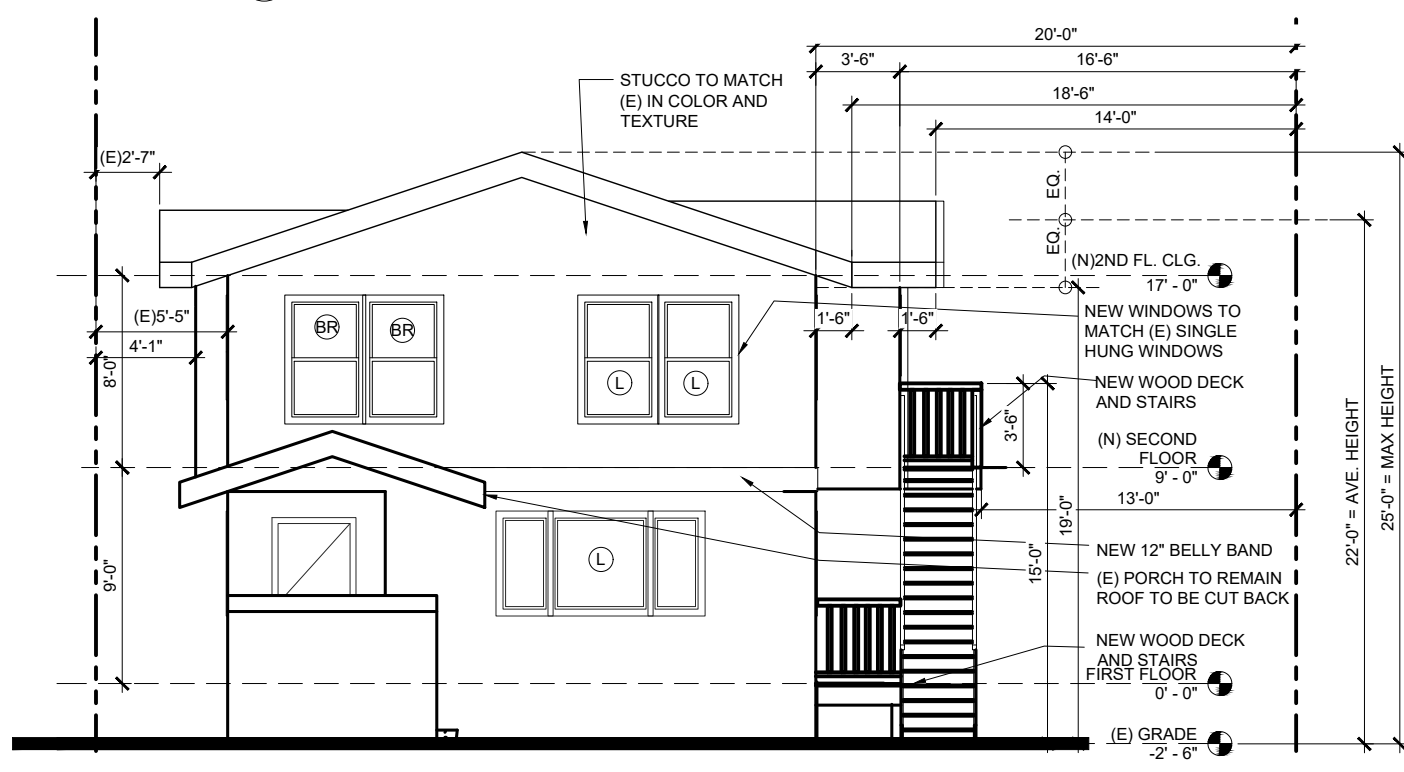 20'-0"
3'-6"
16'-6"
STUCCO TO MATCH
(E) IN COLOR AND
TEXTURE
18'-6"
14'-0"
(E)2'-7"
EQ.
EQ.
(N)2ND FL. CLG.
17' - 0"
(E)5'-5"
4'-1"
8'-0"
BR
BR
L
L
1'-6"
1'-6"
NEW WINDOWS TO
MATCH (E) SINGLE
HUNG WINDOWS
NEW WOOD DECK
AND STAIRS
3'-6"
(N) SECOND
FLOOR
9' - 0"
13'-0"
19'-0"
15'-0"
22'-0" = AVE. HEIGHT
25'-0" = MAX HEIGHT
9'-0"
L
NEW 12" BELLY BAND
(E) PORCH TO REMAIN
ROOF TO BE CUT BACK
NEW WOOD DECK
AND STAIRS
FIRST FLOOR
0' - 0"
(E) GRADE
-2' - 6"